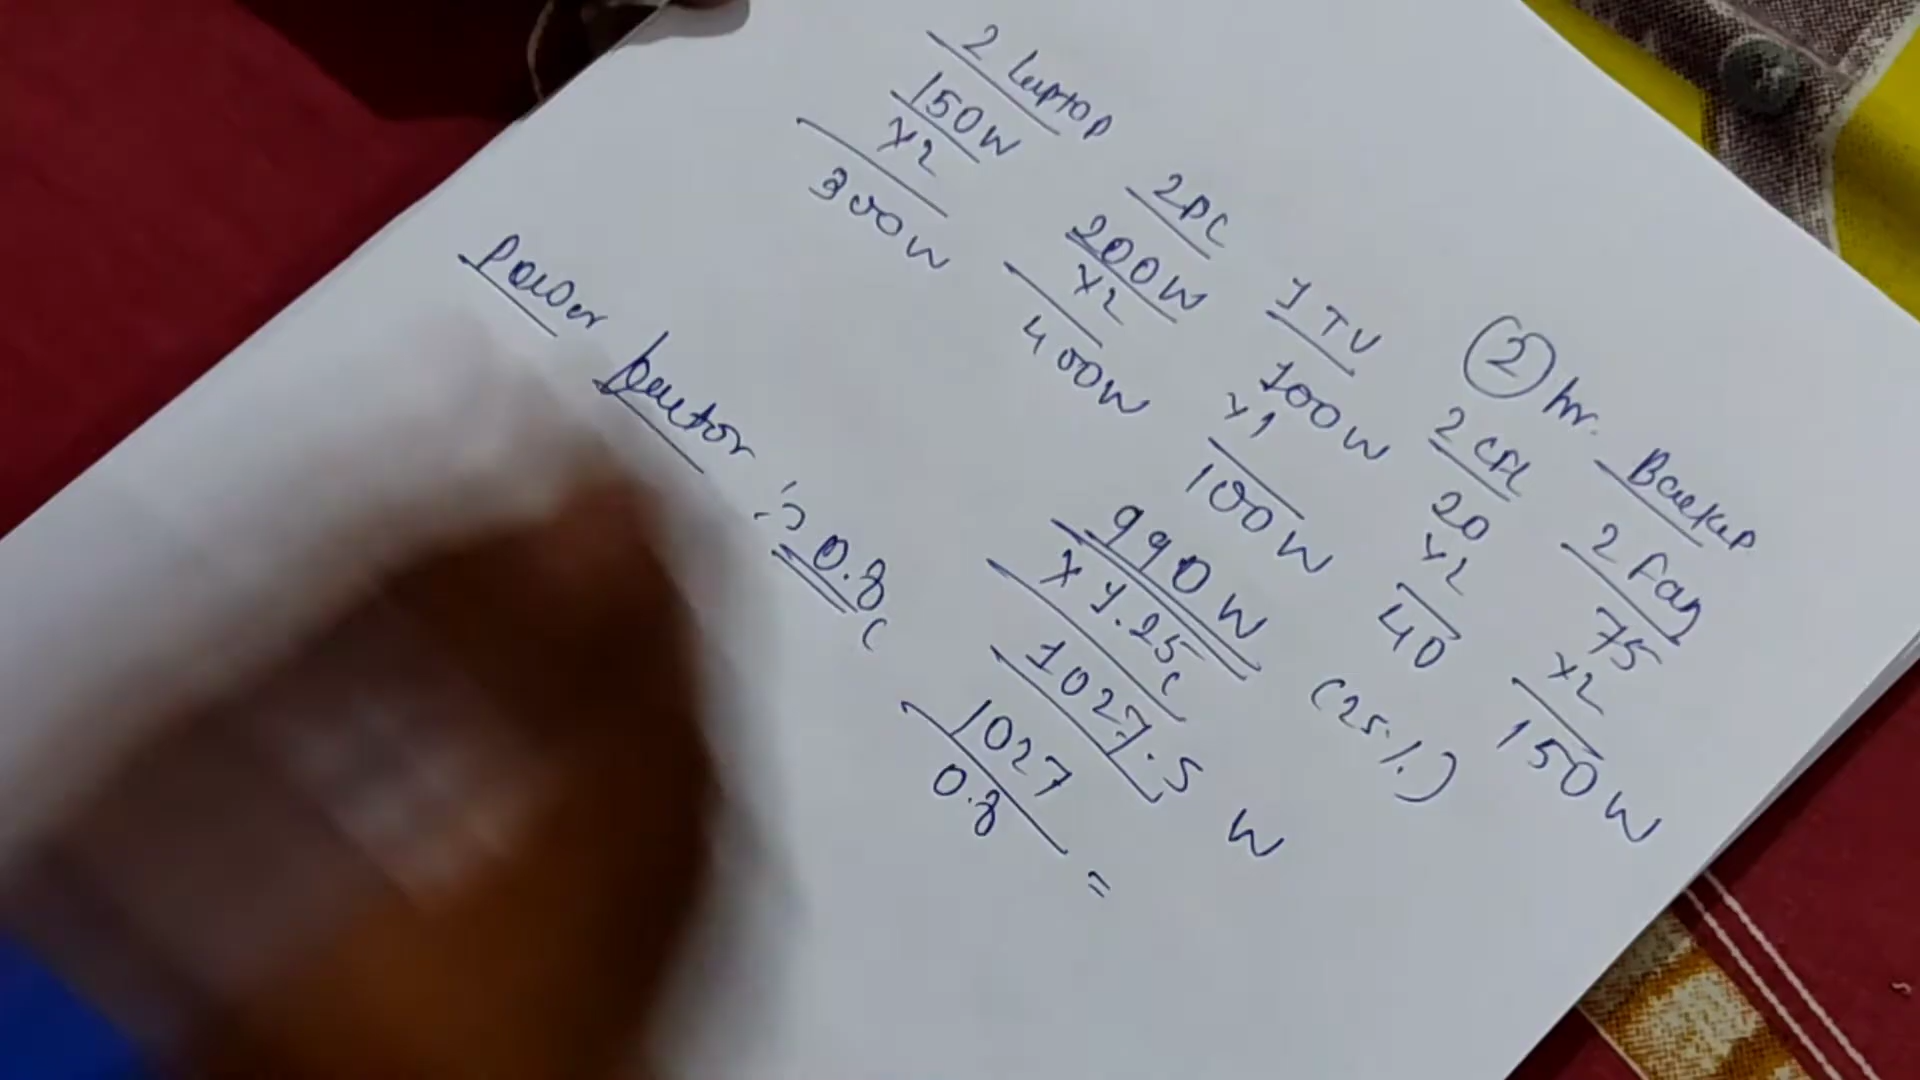 2 Laptop
150W
x2
300W
2PC
200W
x2
400W
1 TV
100W
x1
100W
2 hr. Backup
2 CFL
20
x2
40
2 Fan
75
x2
150W
990W
x 1.25 (25%)
1027.5 W
1027
0.8
=
Power factor
0.8